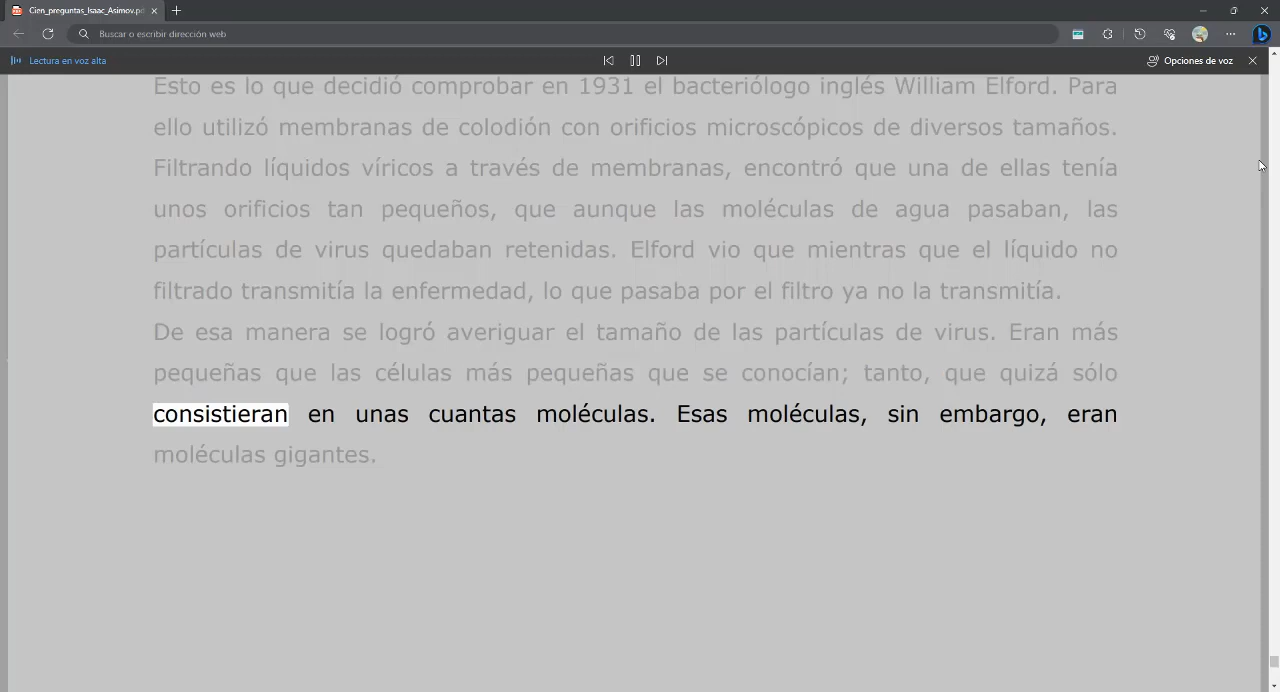 Cien_preguntas_Isaac_Asimov.pd
Buscar o escribir dirección web
Lectura en voz alta
Opciones de voz
Esto es lo que decidió comprobar en 1931 el bacteriólogo inglés William Elford. Para
ello utilizó membranas de colodión con orificios microscópicos de diversos tamaños.
Filtrando líquidos víricos a través de membranas, encontró que una de ellas tenía
unos orificios tan pequeños, que aunque las moléculas de agua pasaban, las
partículas de virus quedaban retenidas. Elford vio que mientras que el líquido no
filtrado transmitía la enfermedad, lo que pasaba por el filtro ya no la transmitía.
De esa manera se logró averiguar el tamaño de las partículas de virus. Eran más
pequeñas que las células más pequeñas que se conocían; tanto, que quizá sólo
consistieran en unas cuantas moléculas. Esas moléculas, sin embargo, eran
moléculas gigantes.